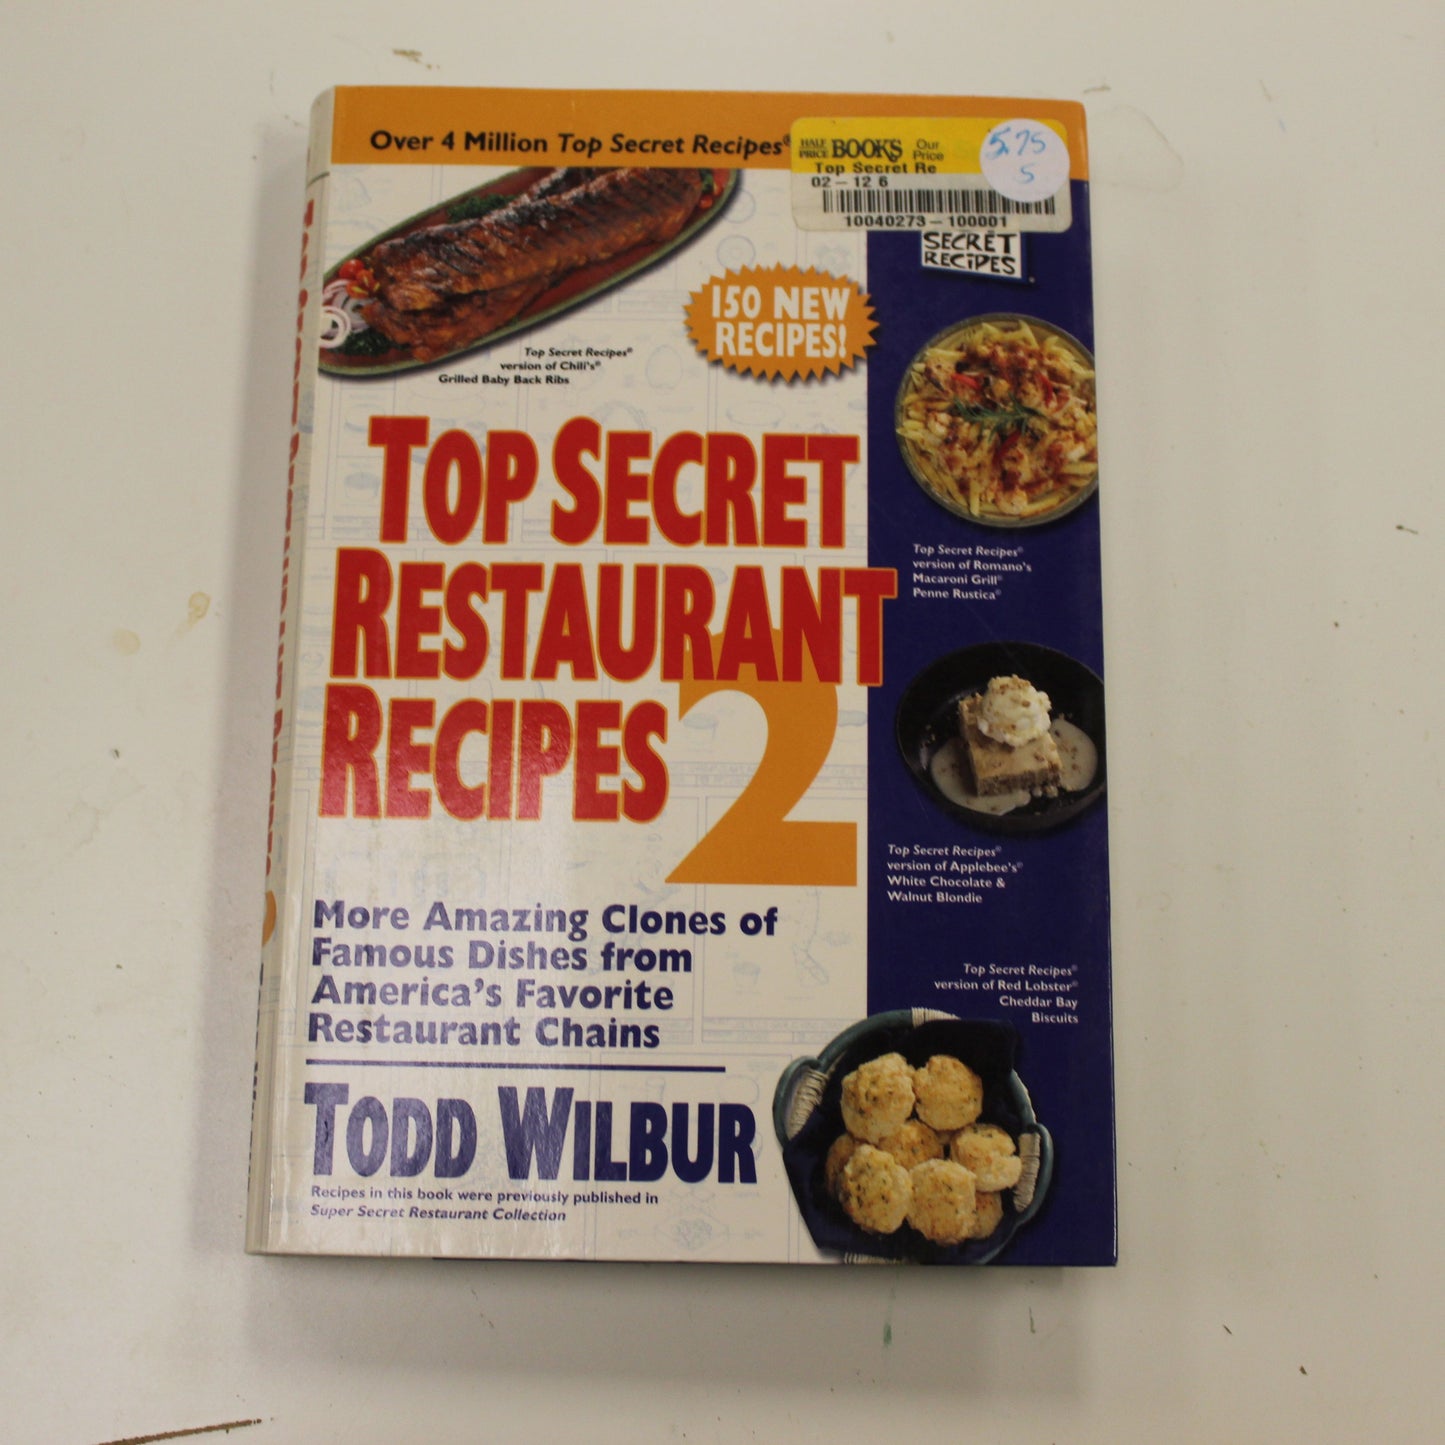 Over 4 Million Top Secret Recipes®
HALF
PRICE BOOKS Our
Price
5.75
S
Top Secret Re
02-12 6
10040273-100001
SECRET
RECIPES
150 NEW
RECIPES!
Top Secret Recipes®
version of Chili's®
Grilled Baby Back Ribs
TOP SECRET
RESTAURANT
RECIPES 2
Top Secret Recipes®
version of Romano's
Macaroni Grill®
Penne Rustica®
Top Secret Recipes®
version of Applebee's®
White Chocolate &
Walnut Blondie
More Amazing Clones of
Famous Dishes from
America's Favorite
Restaurant Chains
Top Secret Recipes®
version of Red Lobster®
Cheddar Bay
Biscuits
TODD WILBUR
Recipes in this book were previously published in
Super Secret Restaurant Collection